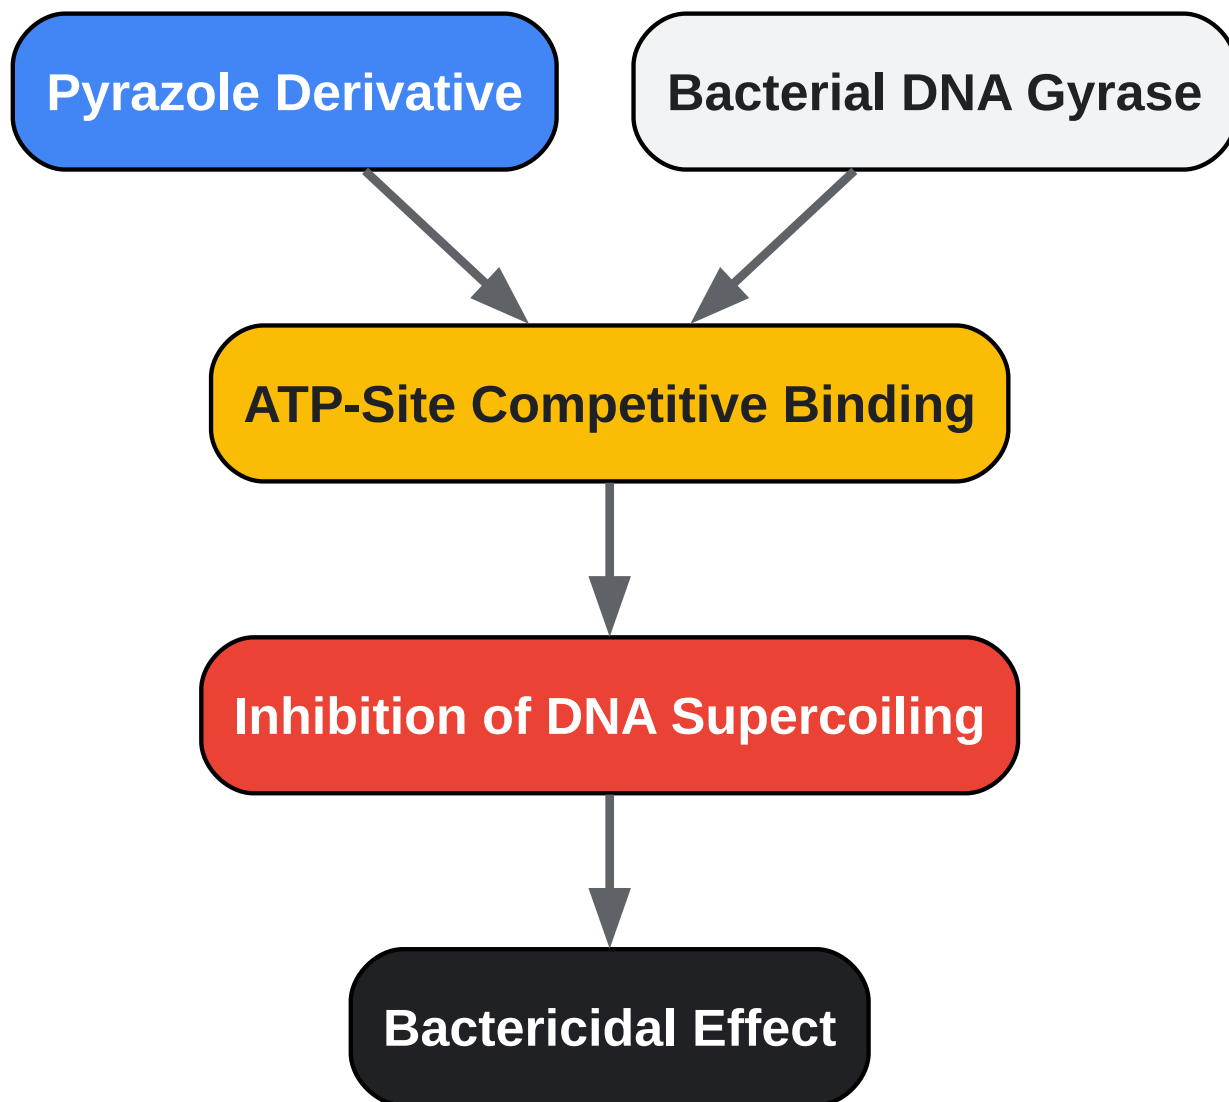 Pyrazole Derivative
Bacterial DNA Gyrase
ATP-Site Competitive Binding
Inhibition of DNA Supercoiling
Bactericidal Effect